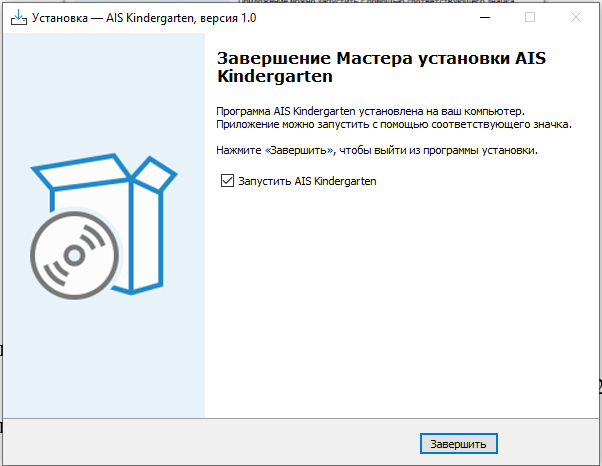 Установка — AIS Kindergarten, версия 1.0
Завершение Мастера установки AIS
Kindergarten
Программа AIS Kindergarten установлена на ваш компьютер.
Приложение можно запустить с помощью соответствующего значка.
Нажмите «Завершить», чтобы выйти из программы установки.
Запустить AIS Kindergarten
Завершить